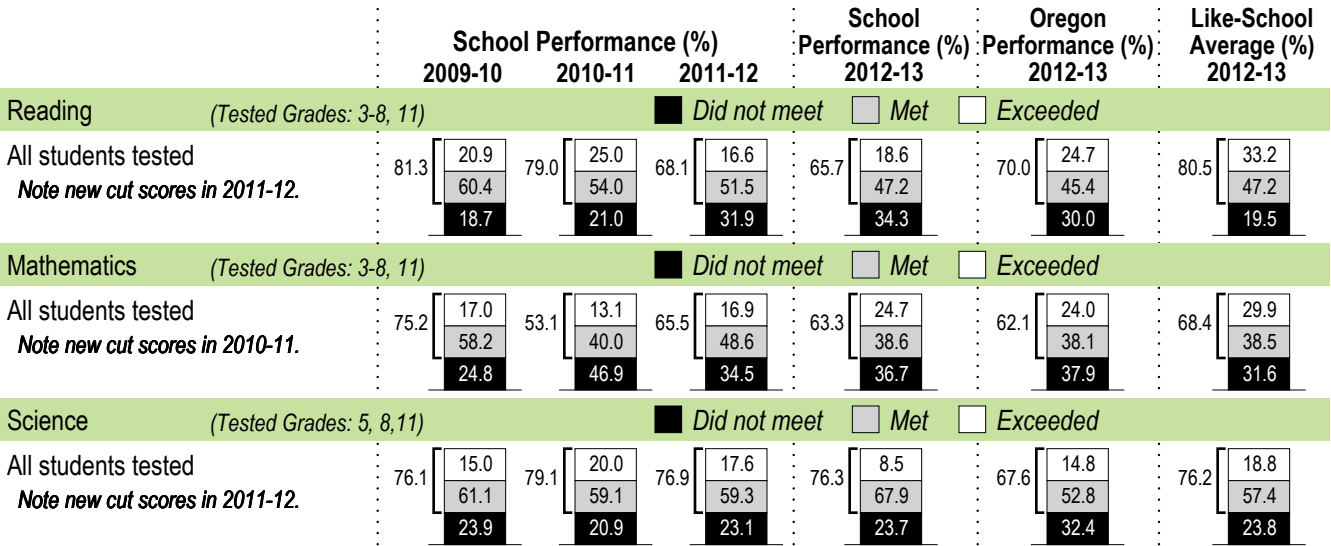 School Performance (%)
2009-10 2010-11 2011-12
School Performance (%) 2012-13
Oregon Performance (%) 2012-13
Like-School Average (%) 2012-13
Reading (Tested Grades: 3-8, 11) Did not meet Met Exceeded
All students tested
Note new cut scores in 2011-12.
81.3 20.9 79.0 25.0 68.1 16.6 65.7 18.6 70.0 24.7 80.5 33.2
60.4 54.0 51.5 47.2 45.4 47.2
18.7 21.0 31.9 34.3 30.0 19.5
Mathematics (Tested Grades: 3-8, 11) Did not meet Met Exceeded
All students tested
Note new cut scores in 2010-11.
75.2 17.0 53.1 13.1 65.5 16.9 63.3 24.7 62.1 24.0 68.4 29.9
58.2 40.0 48.6 38.6 38.1 38.5
24.8 46.9 34.5 36.7 37.9 31.6
Science (Tested Grades: 5, 8,11) Did not meet Met Exceeded
All students tested
Note new cut scores in 2011-12.
76.1 15.0 79.1 20.0 76.9 17.6 76.3 8.5 67.6 14.8 76.2 18.8
61.1 59.1 59.3 67.9 52.8 57.4
23.9 20.9 23.1 23.7 32.4 23.8